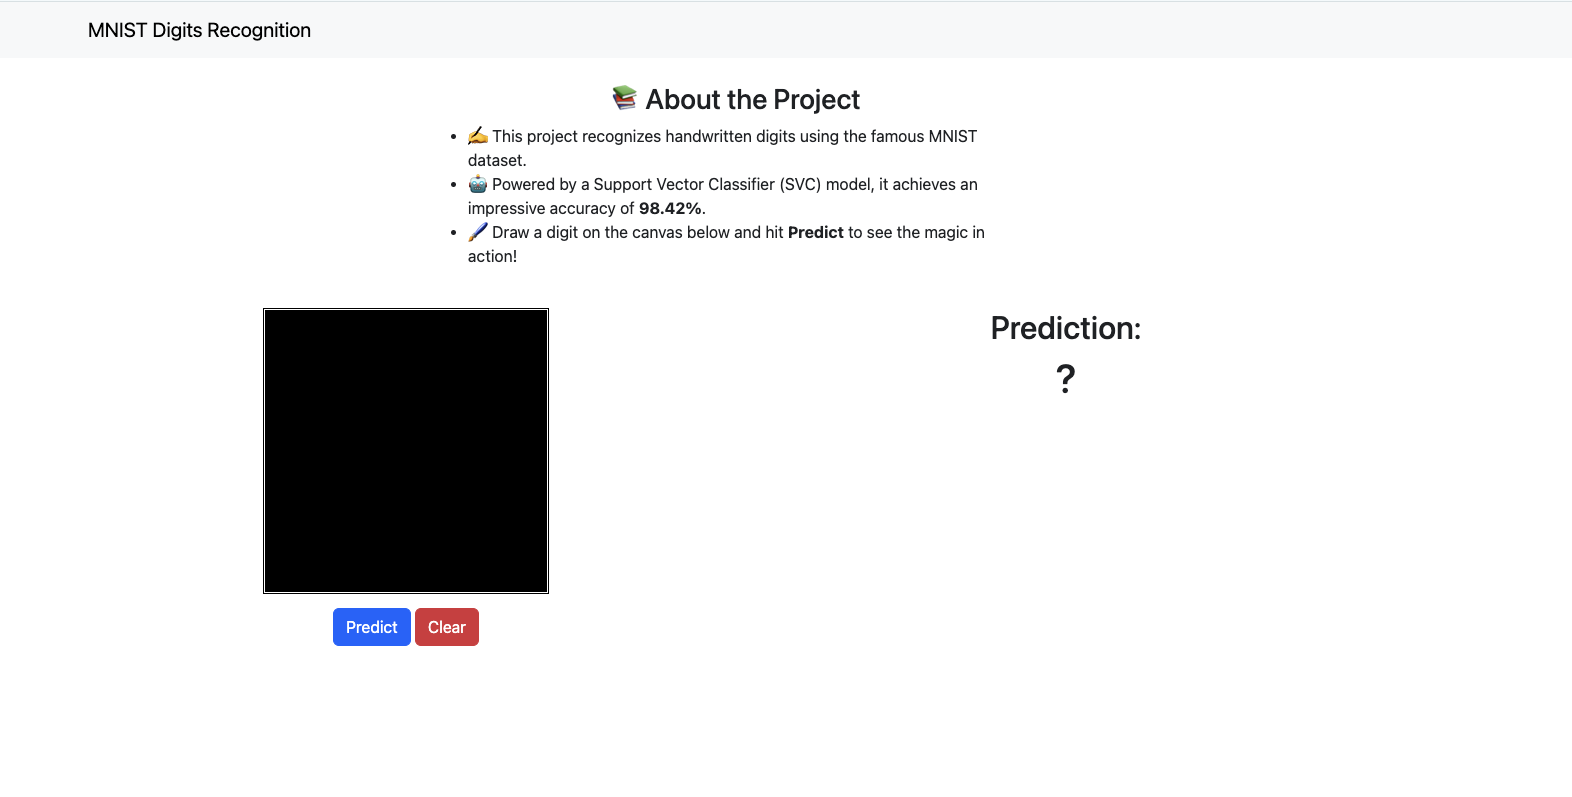 MNIST Digits Recognition
📚 About the Project
• ✍️ This project recognizes handwritten digits using the famous MNIST
dataset.
• 🤖 Powered by a Support Vector Classifier (SVC) model, it achieves an
impressive accuracy of 98.42%.
• 🖌️ Draw a digit on the canvas below and hit Predict to see the magic in
action!
Prediction:
?
Predict Clear